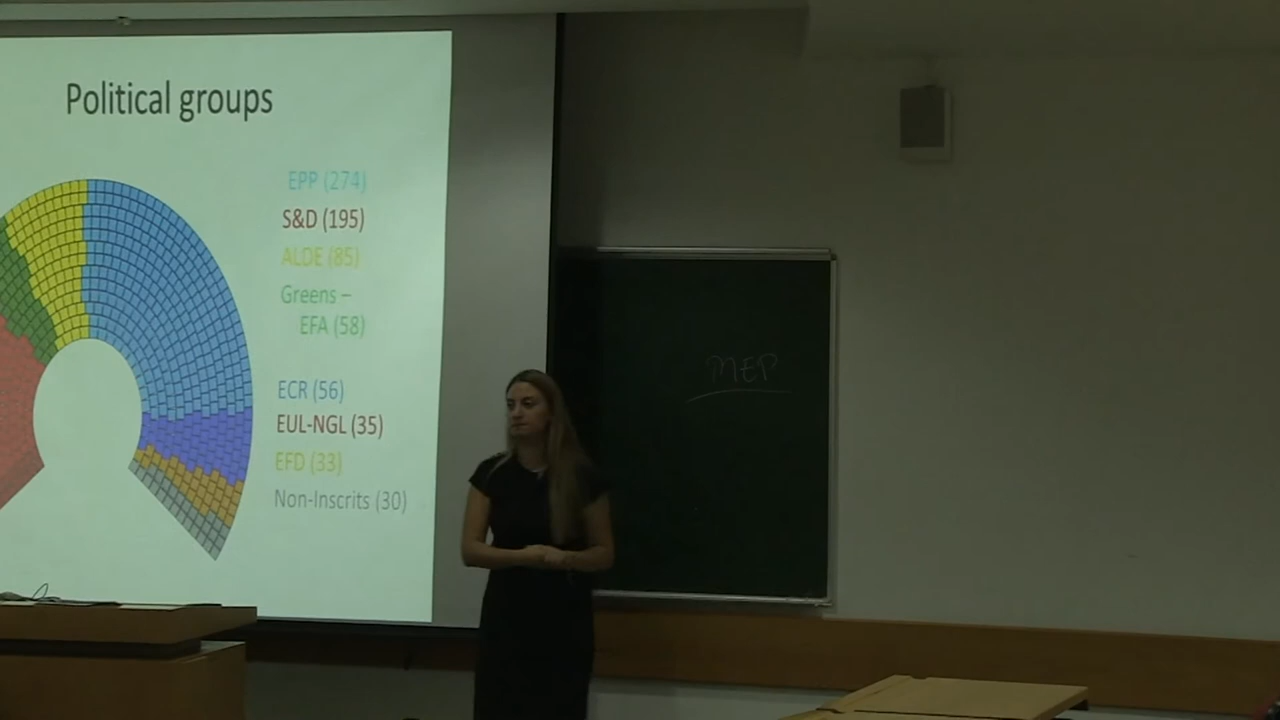 Political groups
EPP (274)
S&D (195)
ALDE (85)
Greens –
EFA (58)
ECR (56)
EUL-NGL (35)
EFD (33)
Non-Inscrits (30)
MEP